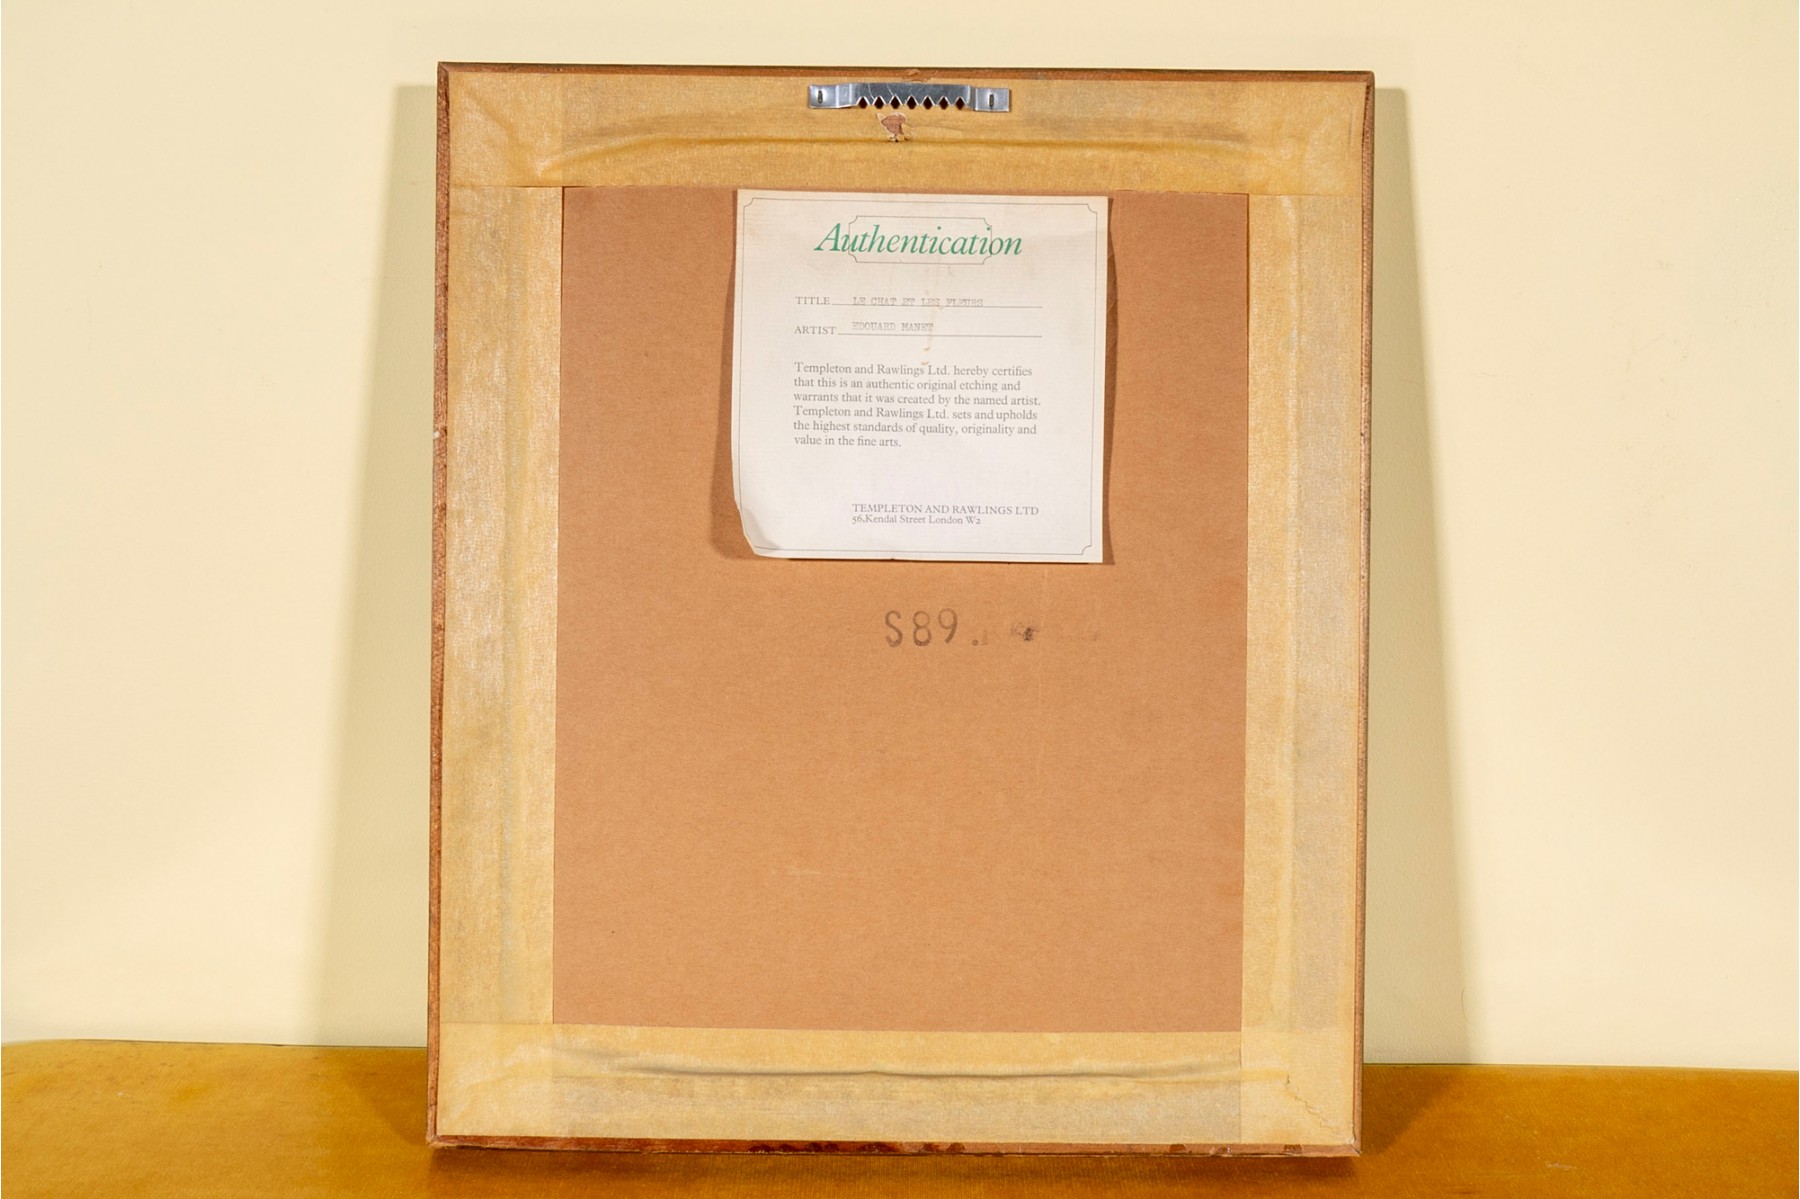 Authentication
TITLE LE CHAT ET LES FLEURS
ARTIST EDOUARD MANET
Templeton and Rawlings Ltd. hereby certifies
that this is an authentic original etching and
warrants that it was created by the named artist.
Templeton and Rawlings Ltd. sets and upholds
the highest standards of quality, originality and
value in the fine arts.
TEMPLETON AND RAWLINGS LTD
56,Kendal Street London W2
S89.